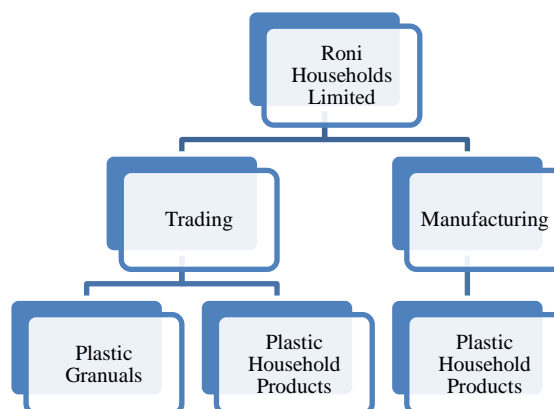 Roni
Households
Limited
Trading
Manufacturing
Plastic
Granuals
Plastic
Household
Products
Plastic
Household
Products